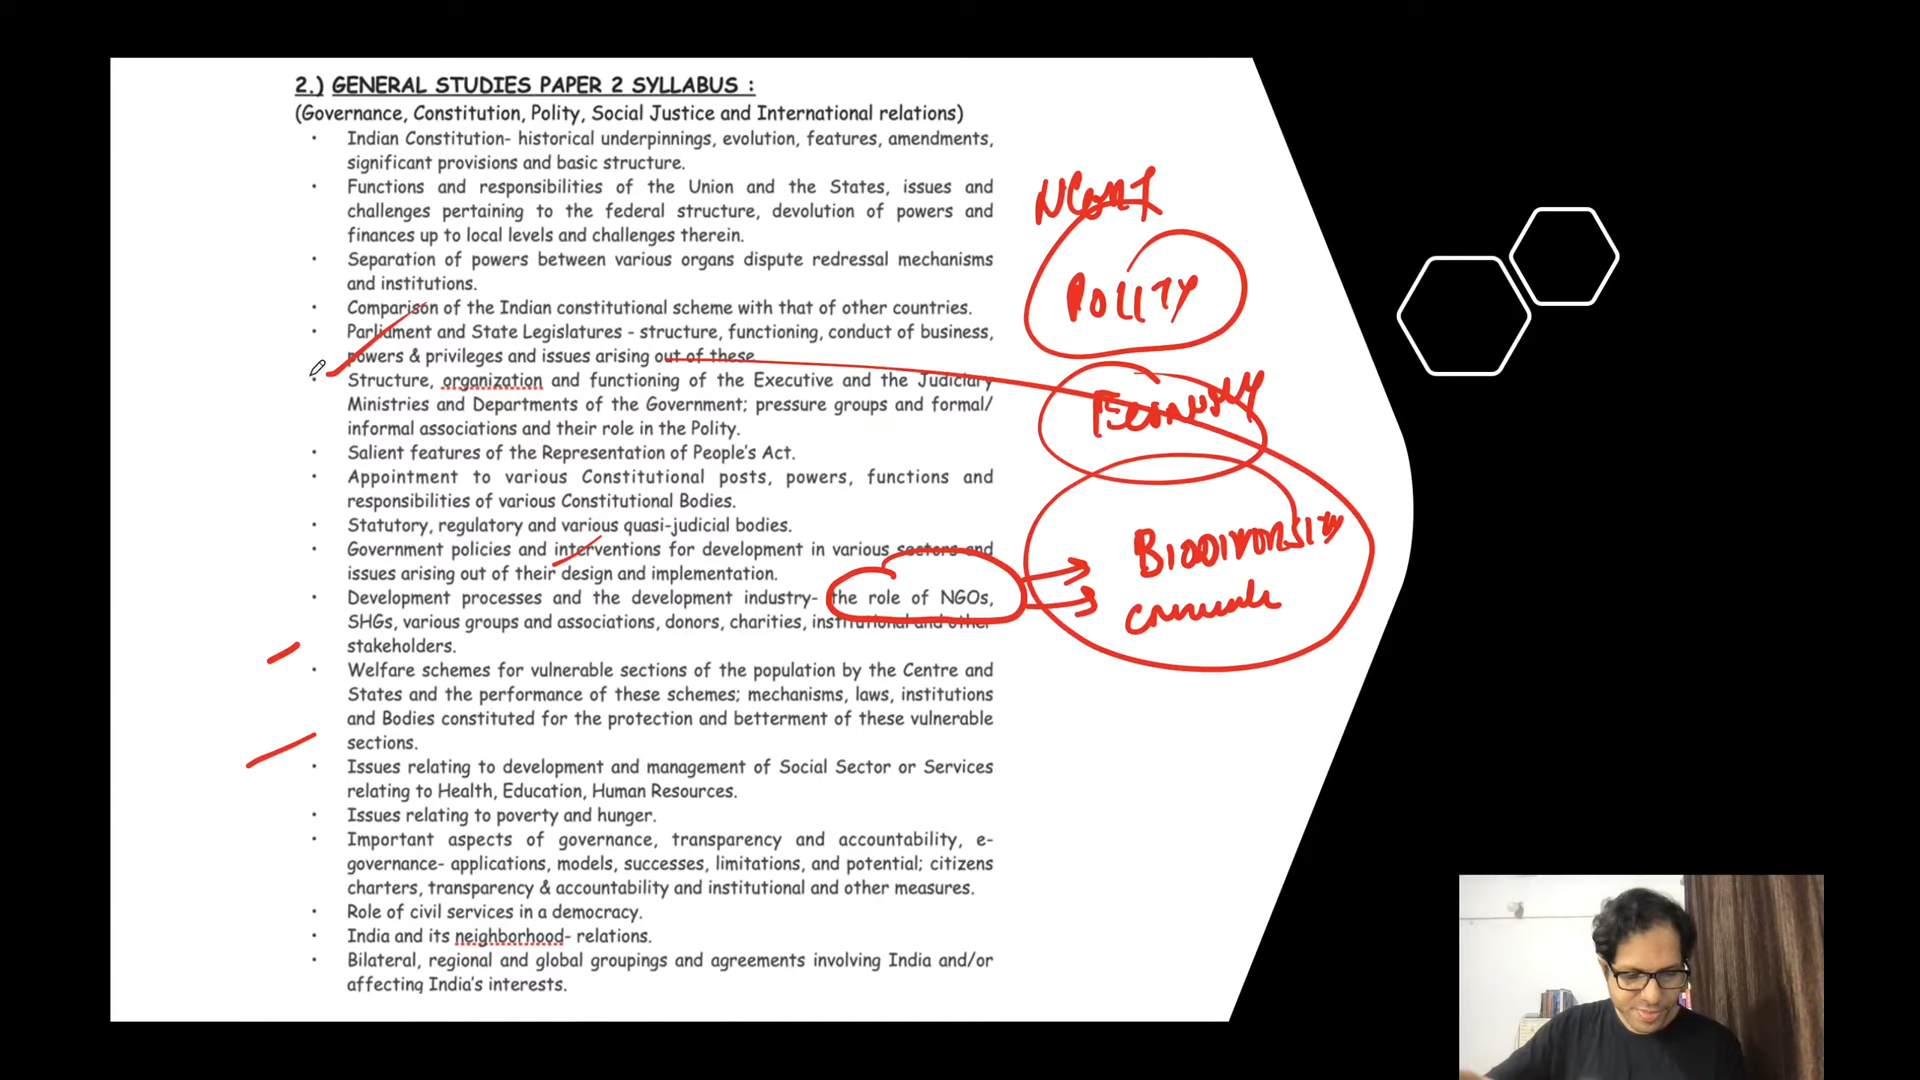 2.) GENERAL STUDIES PAPER 2 SYLLABUS :
(Governance, Constitution, Polity, Social Justice and International relations)
• Indian Constitution- historical underpinnings, evolution, features, amendments,
significant provisions and basic structure.
• Functions and responsibilities of the Union and the States, issues and
challenges pertaining to the federal structure, devolution of powers and
finances up to local levels and challenges therein.
• Separation of powers between various organs dispute redressal mechanisms
and institutions.
• Comparison of the Indian constitutional scheme with that of other countries.
• Parliament and State Legislatures - structure, functioning, conduct of business,
powers & privileges and issues arising out of these
• Structure, organization and functioning of the Executive and the Judiciary
Ministries and Departments of the Government; pressure groups and formal/
informal associations and their role in the Polity.
• Salient features of the Representation of People's Act.
• Appointment to various Constitutional posts, powers, functions and
responsibilities of various Constitutional Bodies.
• Statutory, regulatory and various quasi-judicial bodies.
• Government policies and interventions for development in various sectors and
issues arising out of their design and implementation.
• Development processes and the development industry- the role of NGOs,
SHGs, various groups and associations, donors, charities, institutional and other
stakeholders.
• Welfare schemes for vulnerable sections of the population by the Centre and
States and the performance of these schemes; mechanisms, laws, institutions
and Bodies constituted for the protection and betterment of these vulnerable
sections.
• Issues relating to development and management of Social Sector or Services
relating to Health, Education, Human Resources.
• Issues relating to poverty and hunger.
• Important aspects of governance, transparency and accountability, e-
governance- applications, models, successes, limitations, and potential; citizens
charters, transparency & accountability and institutional and other measures.
• Role of civil services in a democracy.
• India and its neighborhood- relations.
• Bilateral, regional and global groupings and agreements involving India and/or
affecting India's interests.
NCERT
POLITY
ECONOMY
BIODIVERSITY